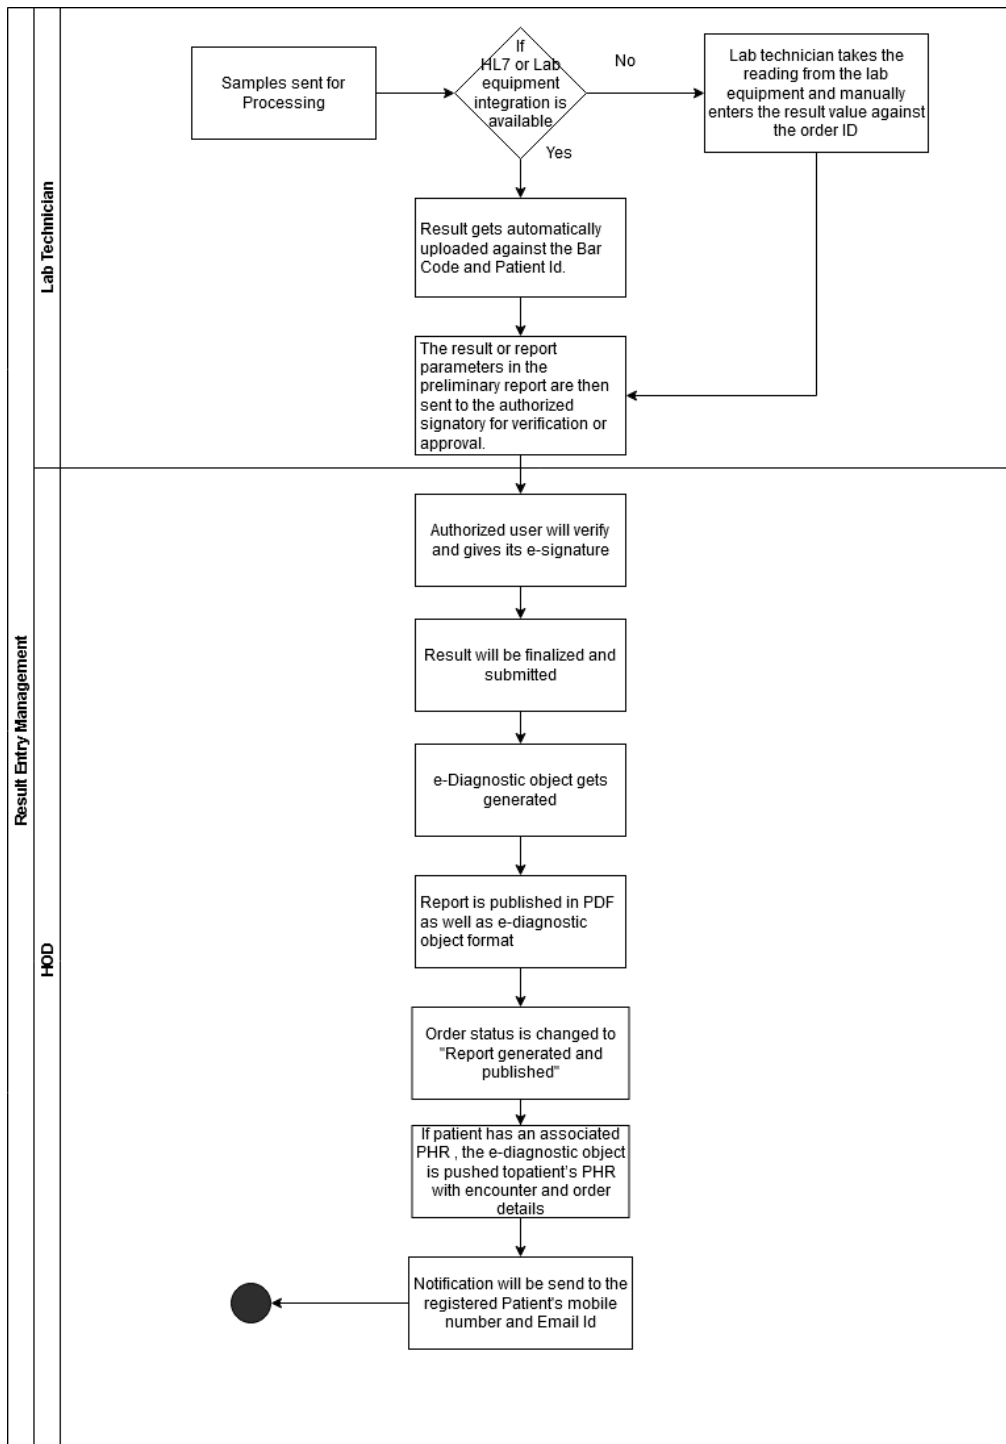 Result Entry Management
Lab Technician
Samples sent for
Processing
If
HL7 or Lab
equipment
integration is
available
No
Lab technician takes the
reading from the lab
equipment and manually
enters the result value against
the order ID
Yes
Result gets automatically
uploaded against the Bar
Code and Patient Id.
The result or report
parameters in the
preliminary report are then
sent to the authorized
signatory for verification or
approval.
HOD
Authorized user will verify
and gives its e-signature
Result will be finalized and
submitted
e-Diagnostic object gets
generated
Report is published in PDF
as well as e-diagnostic
object format
Order status is changed to
"Report generated and
published"
If patient has an associated
PHR , the e-diagnostic object
is pushed topatient's PHR
with encounter and order
details
Notification will be send to the
registered Patient's mobile
number and Email Id